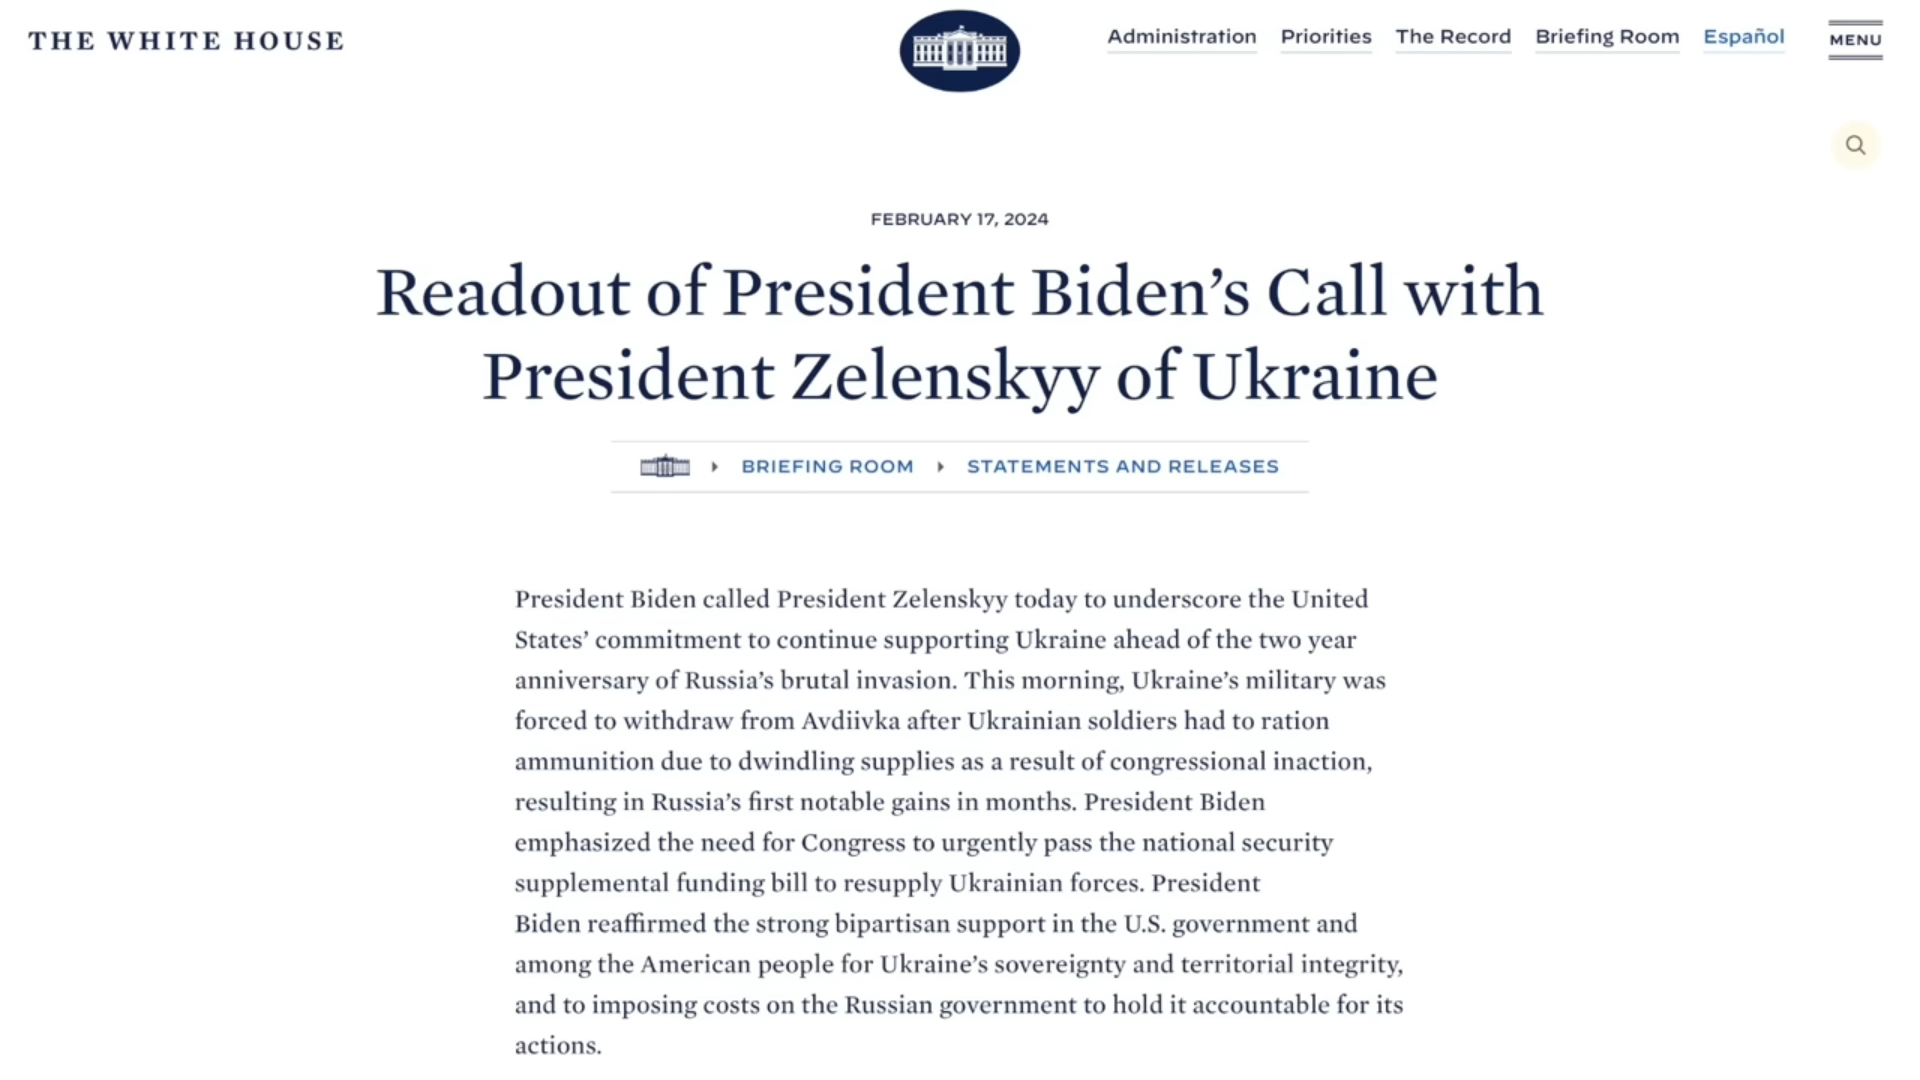 THE WHITE HOUSE
Administration Priorities The Record Briefing Room Español MENU
FEBRUARY 17, 2024
Readout of President Biden’s Call with
President Zelenskyy of Ukraine
BRIEFING ROOM STATEMENTS AND RELEASES
President Biden called President Zelenskyy today to underscore the United
States’ commitment to continue supporting Ukraine ahead of the two year
anniversary of Russia’s brutal invasion. This morning, Ukraine’s military was
forced to withdraw from Avdiivka after Ukrainian soldiers had to ration
ammunition due to dwindling supplies as a result of congressional inaction,
resulting in Russia’s first notable gains in months. President Biden
emphasized the need for Congress to urgently pass the national security
supplemental funding bill to resupply Ukrainian forces. President
Biden reaffirmed the strong bipartisan support in the U.S. government and
among the American people for Ukraine’s sovereignty and territorial integrity,
and to imposing costs on the Russian government to hold it accountable for its
actions.